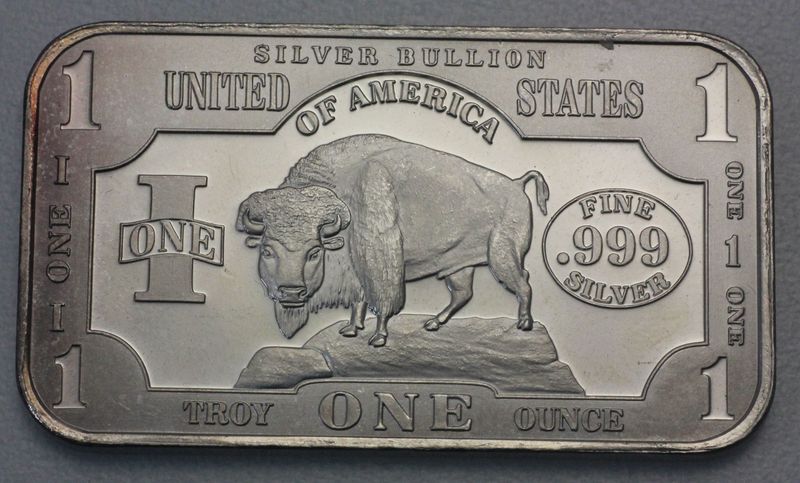 SILVER BULLION
1 UNITED OF AMERICA STATES 1
I
ONE
I
I
ONE
FINE
.999
SILVER
ONE
1
ONE
1 TROY ONE OUNCE 1